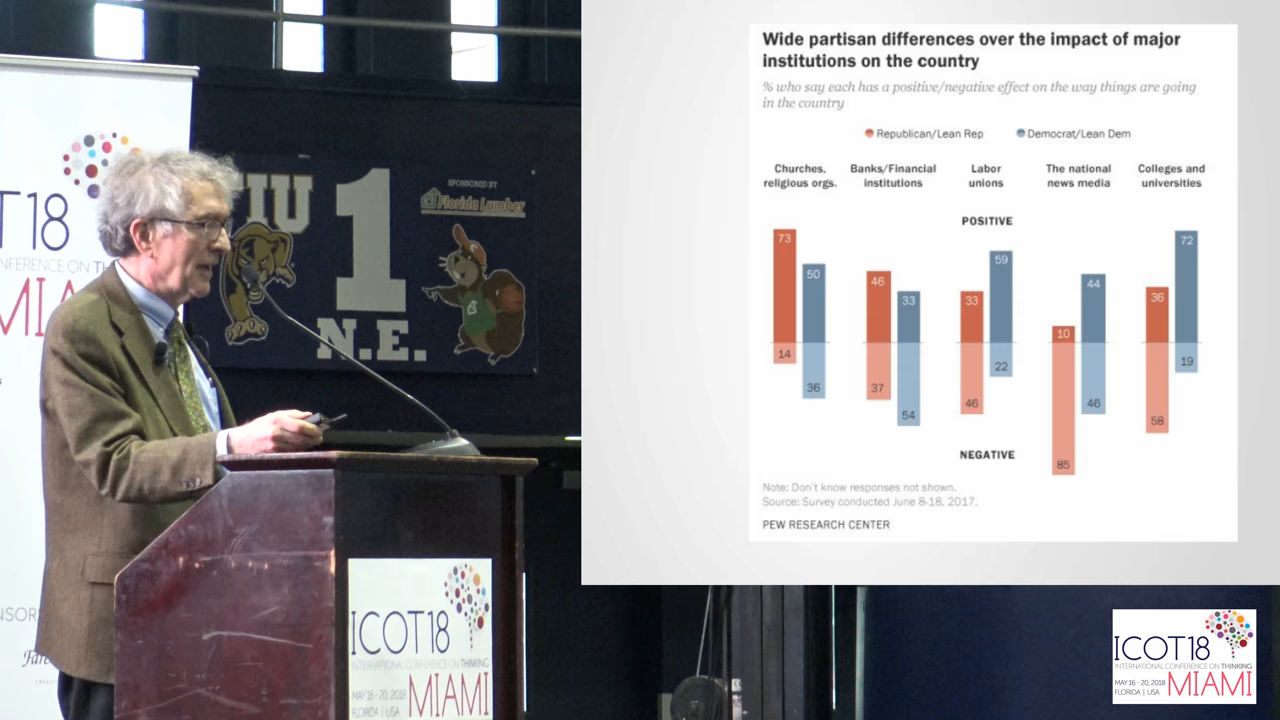 T18
NFERENCE ON TH
MIA
NSOR
FIU
1
N.E.
SPONSORED BY
Florida Lumber
ICOT18
INTERNATIONAL CONFERENCE ON THINKING
MAY 16 - 20, 2018
FLORIDA | USA
MIAMI
Wide partisan differences over the impact of major
institutions on the country
% who say each has a positive/negative effect on the way things are going
in the country
Republican/Lean Rep
Democrat/Lean Dem
Churches,
religious orgs.
Banks/Financial
institutions
Labor
unions
The national
news media
Colleges and
universities
POSITIVE
73
50
46
33
33
59
10
44
36
72
14
36
37
54
46
22
85
46
58
19
NEGATIVE
Note: Don't know responses not shown.
Source: Survey conducted June 8-18, 2017.
PEW RESEARCH CENTER
ICOT18
INTERNATIONAL CONFERENCE ON THINKING
MAY 16 - 20, 2018
FLORIDA | USA
MIAMI